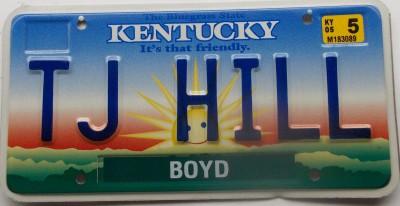 The Bluegrass State
KENTUCKY
It's that friendly.
KY 5
05
M183089
TJ HILL
BOYD